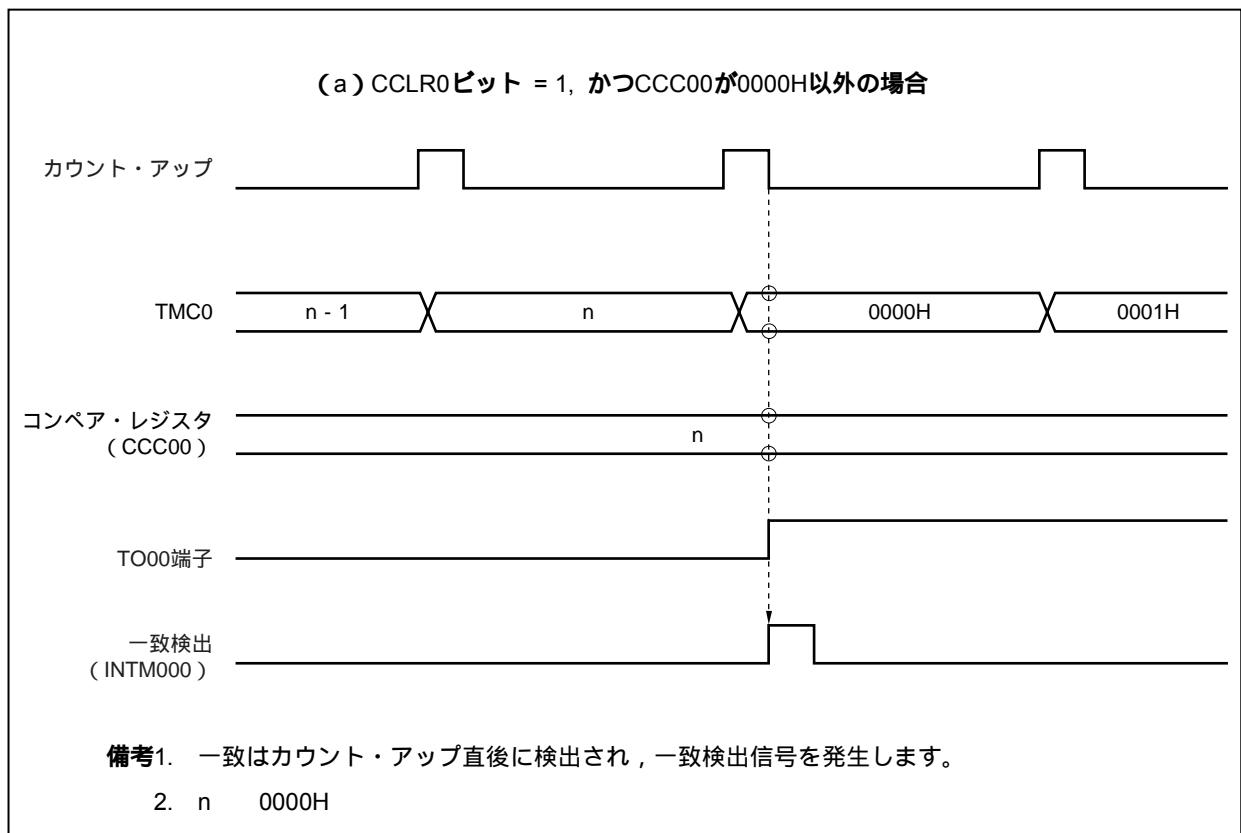 (a)CCLR0ビット = 1, かつCCC00が0000H以外の場合
カウント・アップ
TMC0
n - 1
n
0000H
0001H
コンペア・レジスタ
(CCC00)
n
TO00端子
一致検出
(INTM000)
備考1. 一致はカウント・アップ直後に検出され,一致検出信号を発生します。
2. n 0000H